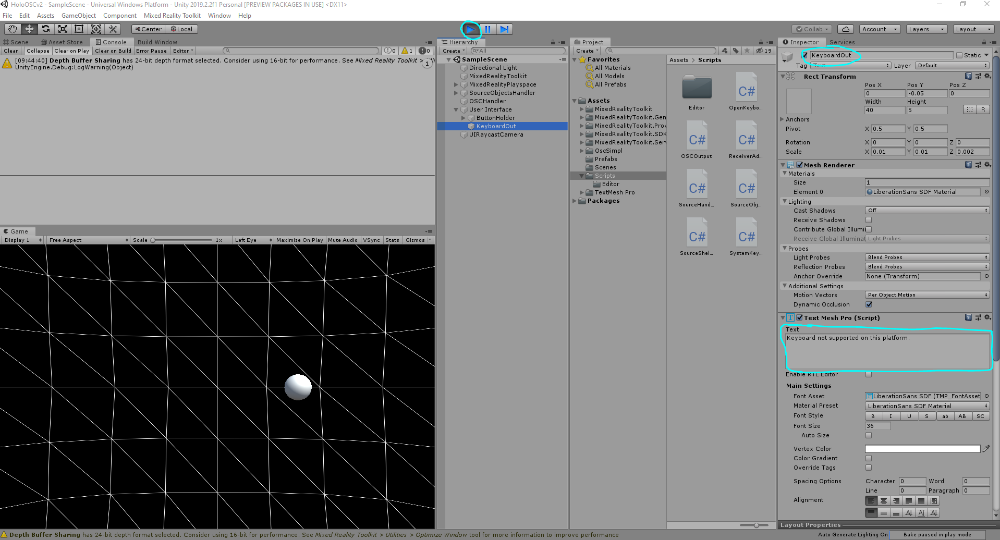 HoloOSCv2 - SampleScene - Universal Windows Platform - Unity 2019.2.2f1 Personal [PREVIEW PACKAGES IN USE] <DX11>
File Edit Assets GameObject Component Mixed Reality Toolkit Window Help
Center Local
Collab Account Layers Layout
Scene Asset Store Console Build Window
Clear Collapse Clear on Play Clear on Build Error Pause Editor 0 1 0
[09:44:40] Depth Buffer Sharing has 24-bit depth format selected. Consider using 16-bit for performance. See Mixed Reality Toolkit >
UnityEngine.Debug:LogWarning(Object)
1
Game
Display 1 Free Aspect Scale 1x Left Eye Maximize On Play Mute Audio VSync Stats Gizmos
Hierarchy
Create All
SampleScene
Directional Light
MixedRealityToolkit
MixedRealityPlayspace
SourceObjectsHandler
OSCHandler
User Interface
ButtonHolder
KeyboardOut
UIRaycastCamera
Project
Create 19
Favorites
All Materials
All Models
All Prefabs
Assets
MixedRealityToolkit
MixedRealityToolkit.Gen
MixedRealityToolkit.Prov
MixedRealityToolkit.SDK
MixedRealityToolkit.Serv
OscSimpl
Prefabs
Scenes
Scripts
Editor
TextMesh Pro
Packages
Assets > Scripts
C#
Editor OpenKeybo...
C# C#
OSCOutput ReceiverAd...
C# C#
SourceHand... SourceObj...
C# C#
SourceShel... SystemKey...
Inspector Services
KeyboardOut Static
Tag Text Layer Default
Rect Transform
Pos X Pos Y Pos Z
0 -0.05 0
Width Height
40 5 R
Anchors
Pivot X 0.5 Y 0.5
Rotation X 0 Y 0 Z 0
Scale X 0.01 Y 0.01 Z 0.002
Mesh Renderer
Materials
Size 1
Element 0 LiberationSans SDF Material
Lighting
Cast Shadows Off
Receive Shadows
Contribute Global Illumi
Receive Global Illuminat Light Probes
Probes
Light Probes Blend Probes
Reflection Probes Blend Probes
Anchor Override None (Transform)
Additional Settings
Motion Vectors Per Object Motion
Dynamic Occlusion
T Text Mesh Pro (Script)
Text
Keyboard not supported on this platform.
Enable RTL Editor
Main Settings
Font Asset F LiberationSans SDF (TMP_FontAsset
Material Preset LiberationSans SDF Material
Font Style B I U S ab AB SC
Font Size 36
Auto Size
Vertex Color
Color Gradient
Override Tags
Spacing Options Character 0 Word 0
Line 0 Paragraph 0
Alignment
Layout Properties
Depth Buffer Sharing has 24-bit depth format selected. Consider using 16-bit for performance. See Mixed Reality Toolkit > Utilities > Optimize Window tool for more information to improve performance
Auto Generate Lighting On Bake paused in play mode